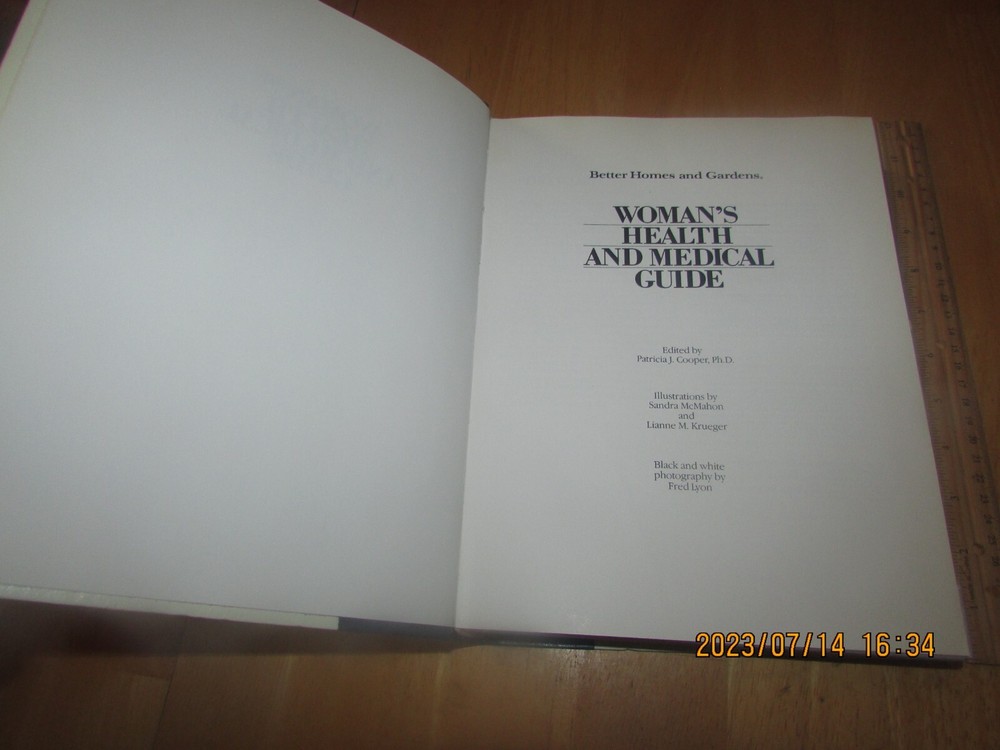 Better Homes and Gardens®
WOMAN'S
HEALTH
AND MEDICAL
GUIDE
Edited by
Patricia J. Cooper, Ph.D.
Illustrations by
Sandra McMahon
and
Lianne M. Krueger
Black and white
photography by
Fred Lyon
2023/07/14 16:34